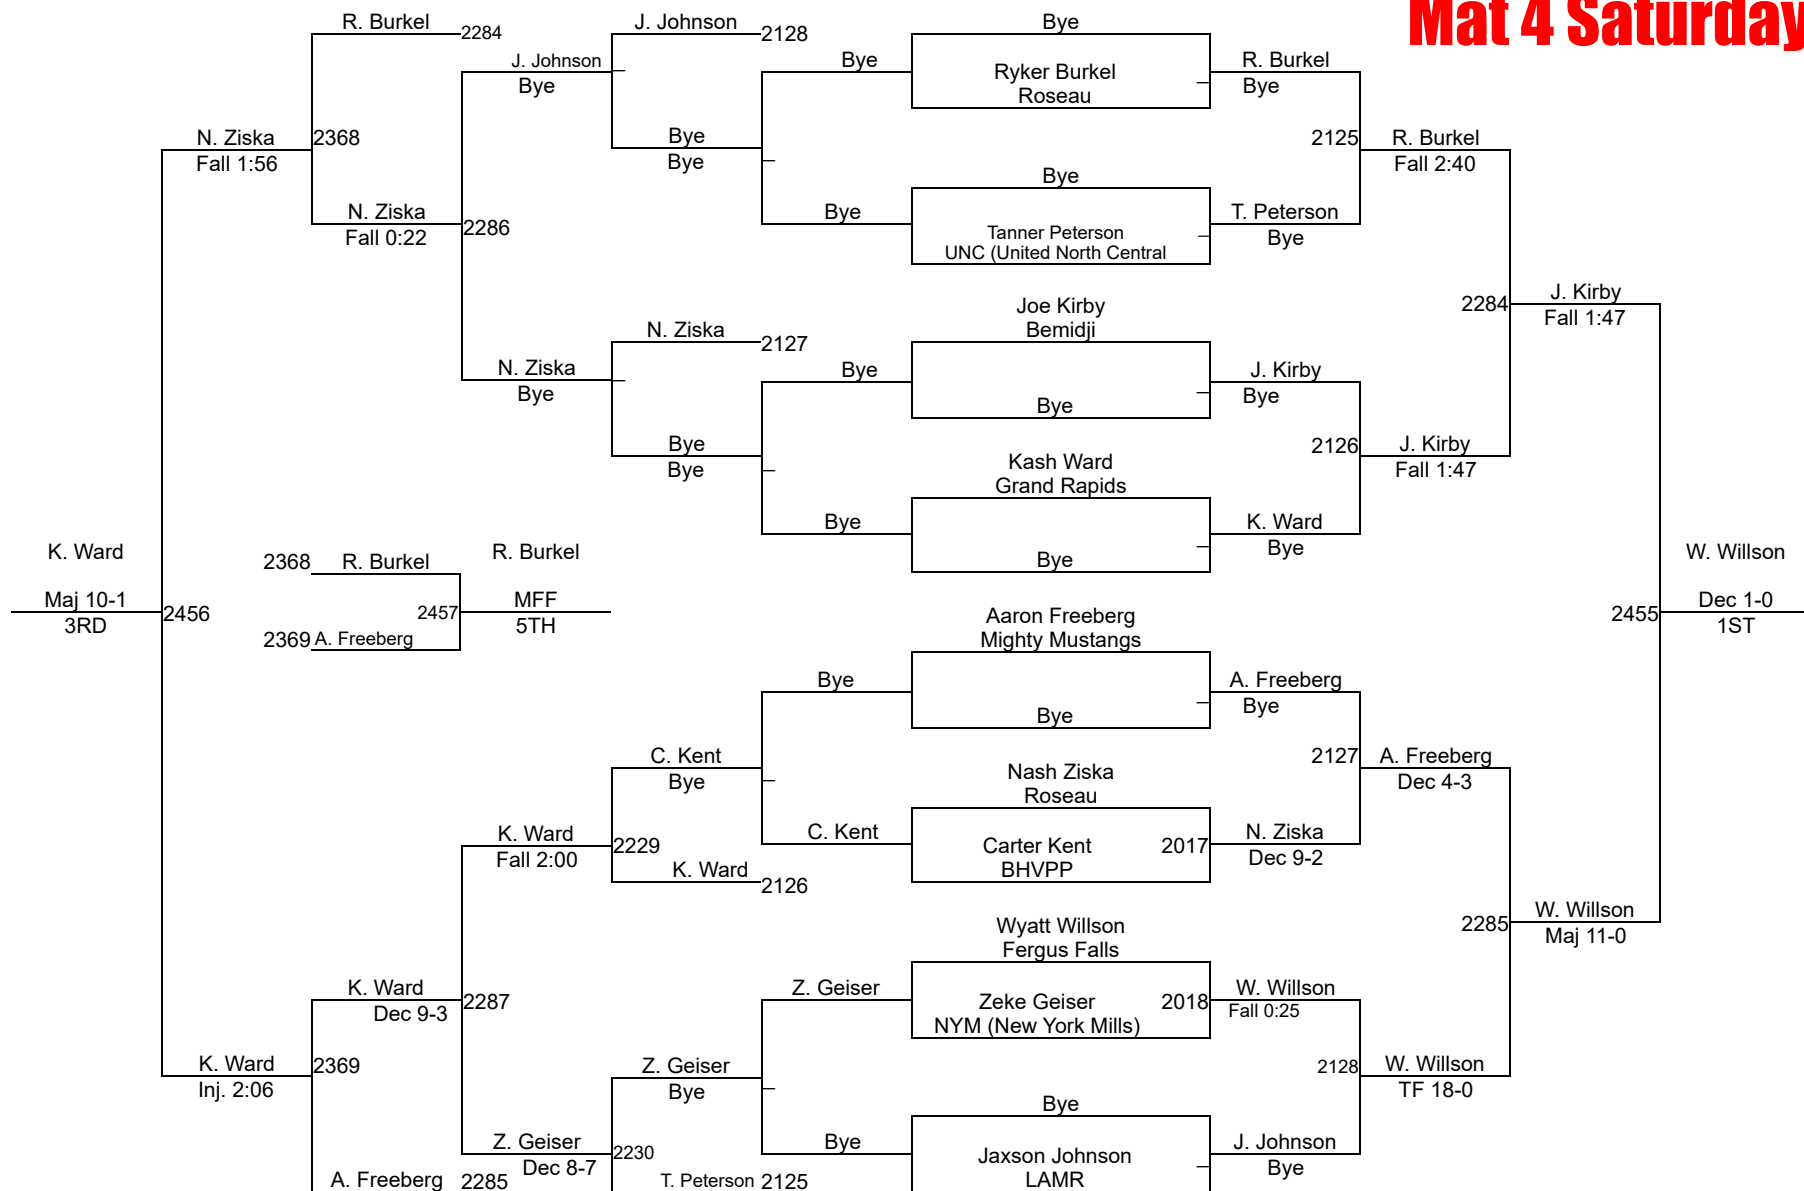 Mat 4 Saturday
R. Burkel
2284
J. Johnson
2128
Bye
J. Johnson
Bye
Bye
Ryker Burkel
Roseau
R. Burkel
Bye
N. Ziska
Fall 1:56
2368
Bye
Bye
2125
R. Burkel
Fall 2:40
Bye
N. Ziska
Fall 0:22
2286
Bye
Tanner Peterson
UNC (United North Central
T. Peterson
Bye
N. Ziska
2127
Joe Kirby
Bemidji
2284
J. Kirby
Fall 1:47
N. Ziska
Bye
Bye
Bye
J. Kirby
Bye
Bye
Bye
2126
J. Kirby
Fall 1:47
Kash Ward
Grand Rapids
Bye
Bye
K. Ward
Bye
K. Ward
Maj 10-1
3RD
2456
2368
R. Burkel
2369
A. Freeberg
2457
R. Burkel
MFF
5TH
W. Willson
2455
Dec 1-0
1ST
Aaron Freeberg
Mighty Mustangs
Bye
Bye
A. Freeberg
Bye
C. Kent
Bye
2127
A. Freeberg
Dec 4-3
Nash Ziska
Roseau
K. Ward
Fall 2:00
2229
C. Kent
Carter Kent
BHVPP
2017
N. Ziska
Dec 9-2
K. Ward
2126
Wyatt Willson
Fergus Falls
2285
W. Willson
Maj 11-0
K. Ward
Dec 9-3
2287
Z. Geiser
Zeke Geiser
NYM (New York Mills)
2018
W. Willson
Fall 0:25
K. Ward
Inj. 2:06
2369
Z. Geiser
Bye
2128
W. Willson
TF 18-0
Bye
Z. Geiser
Dec 8-7
2230
Bye
Jaxson Johnson
LAMR
J. Johnson
Bye
A. Freeberg
2285
T. Peterson
2125